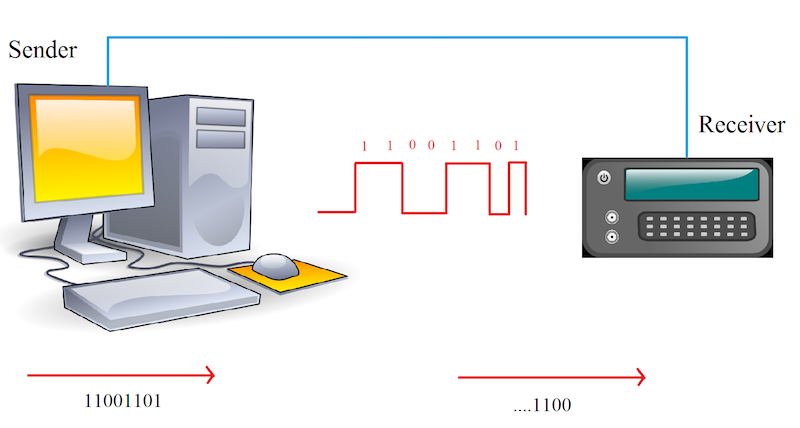 Sender
Receiver
1 1 0 0 1 1 0 1
11001101
....1100